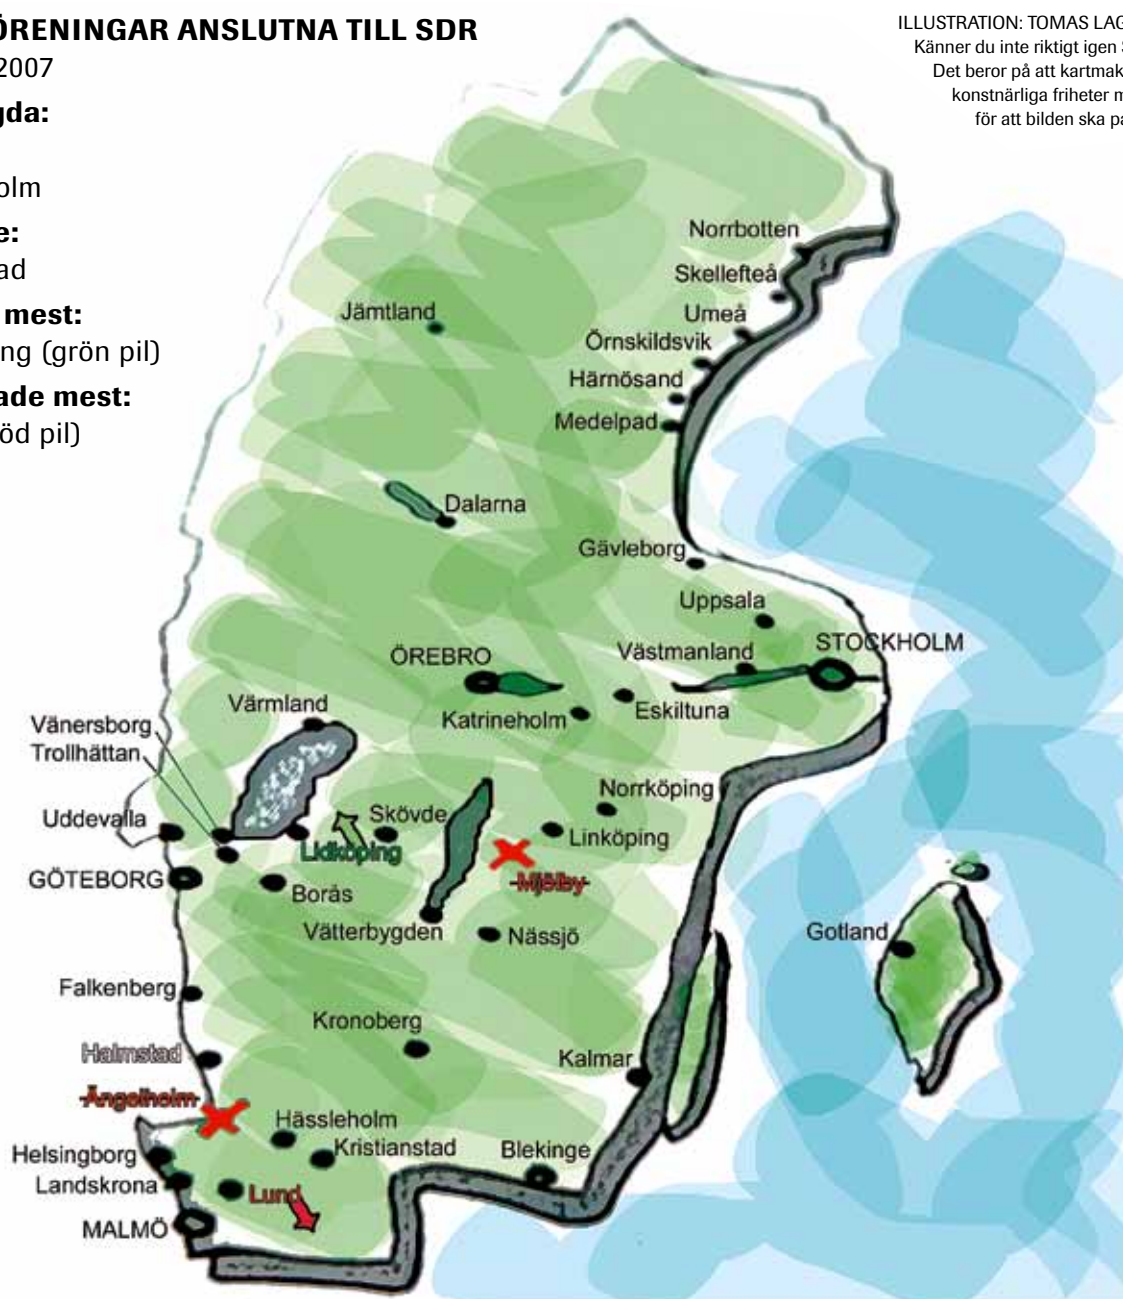 ÖRENINGAR ANSLUTNA TILL SDR
2007
gda:
olm
e:
ad
mest:
ng (grön pil)
ade mest:
öd pil)
ILLUSTRATION: TOMAS LAG
Känner du inte riktigt igen S
Det beror på att kartmak
konstnärliga friheter m
för att bilden ska pa
Norrbotten
Skellefteå
Jämtland
Umeå
Örnskildsvik
Härnösand
Medelpad
Dalarna
Gävleborg
Uppsala
STOCKHOLM
Västmanland
ÖREBRO
Eskiltuna
Katrineholm
Värmland
Vänersborg
Trollhättan
Norrköping
Uddevalla
Skövde
Linköping
Lidköping
GÖTEBORG
Mjölby
Borås
Vätterbygden
Nässjö
Gotland
Falkenberg
Kronoberg
Halmstad
Kalmar
Ängelholm
Hässleholm
Kristianstad
Blekinge
Helsingborg
Landskrona
Lund
MALMÖ